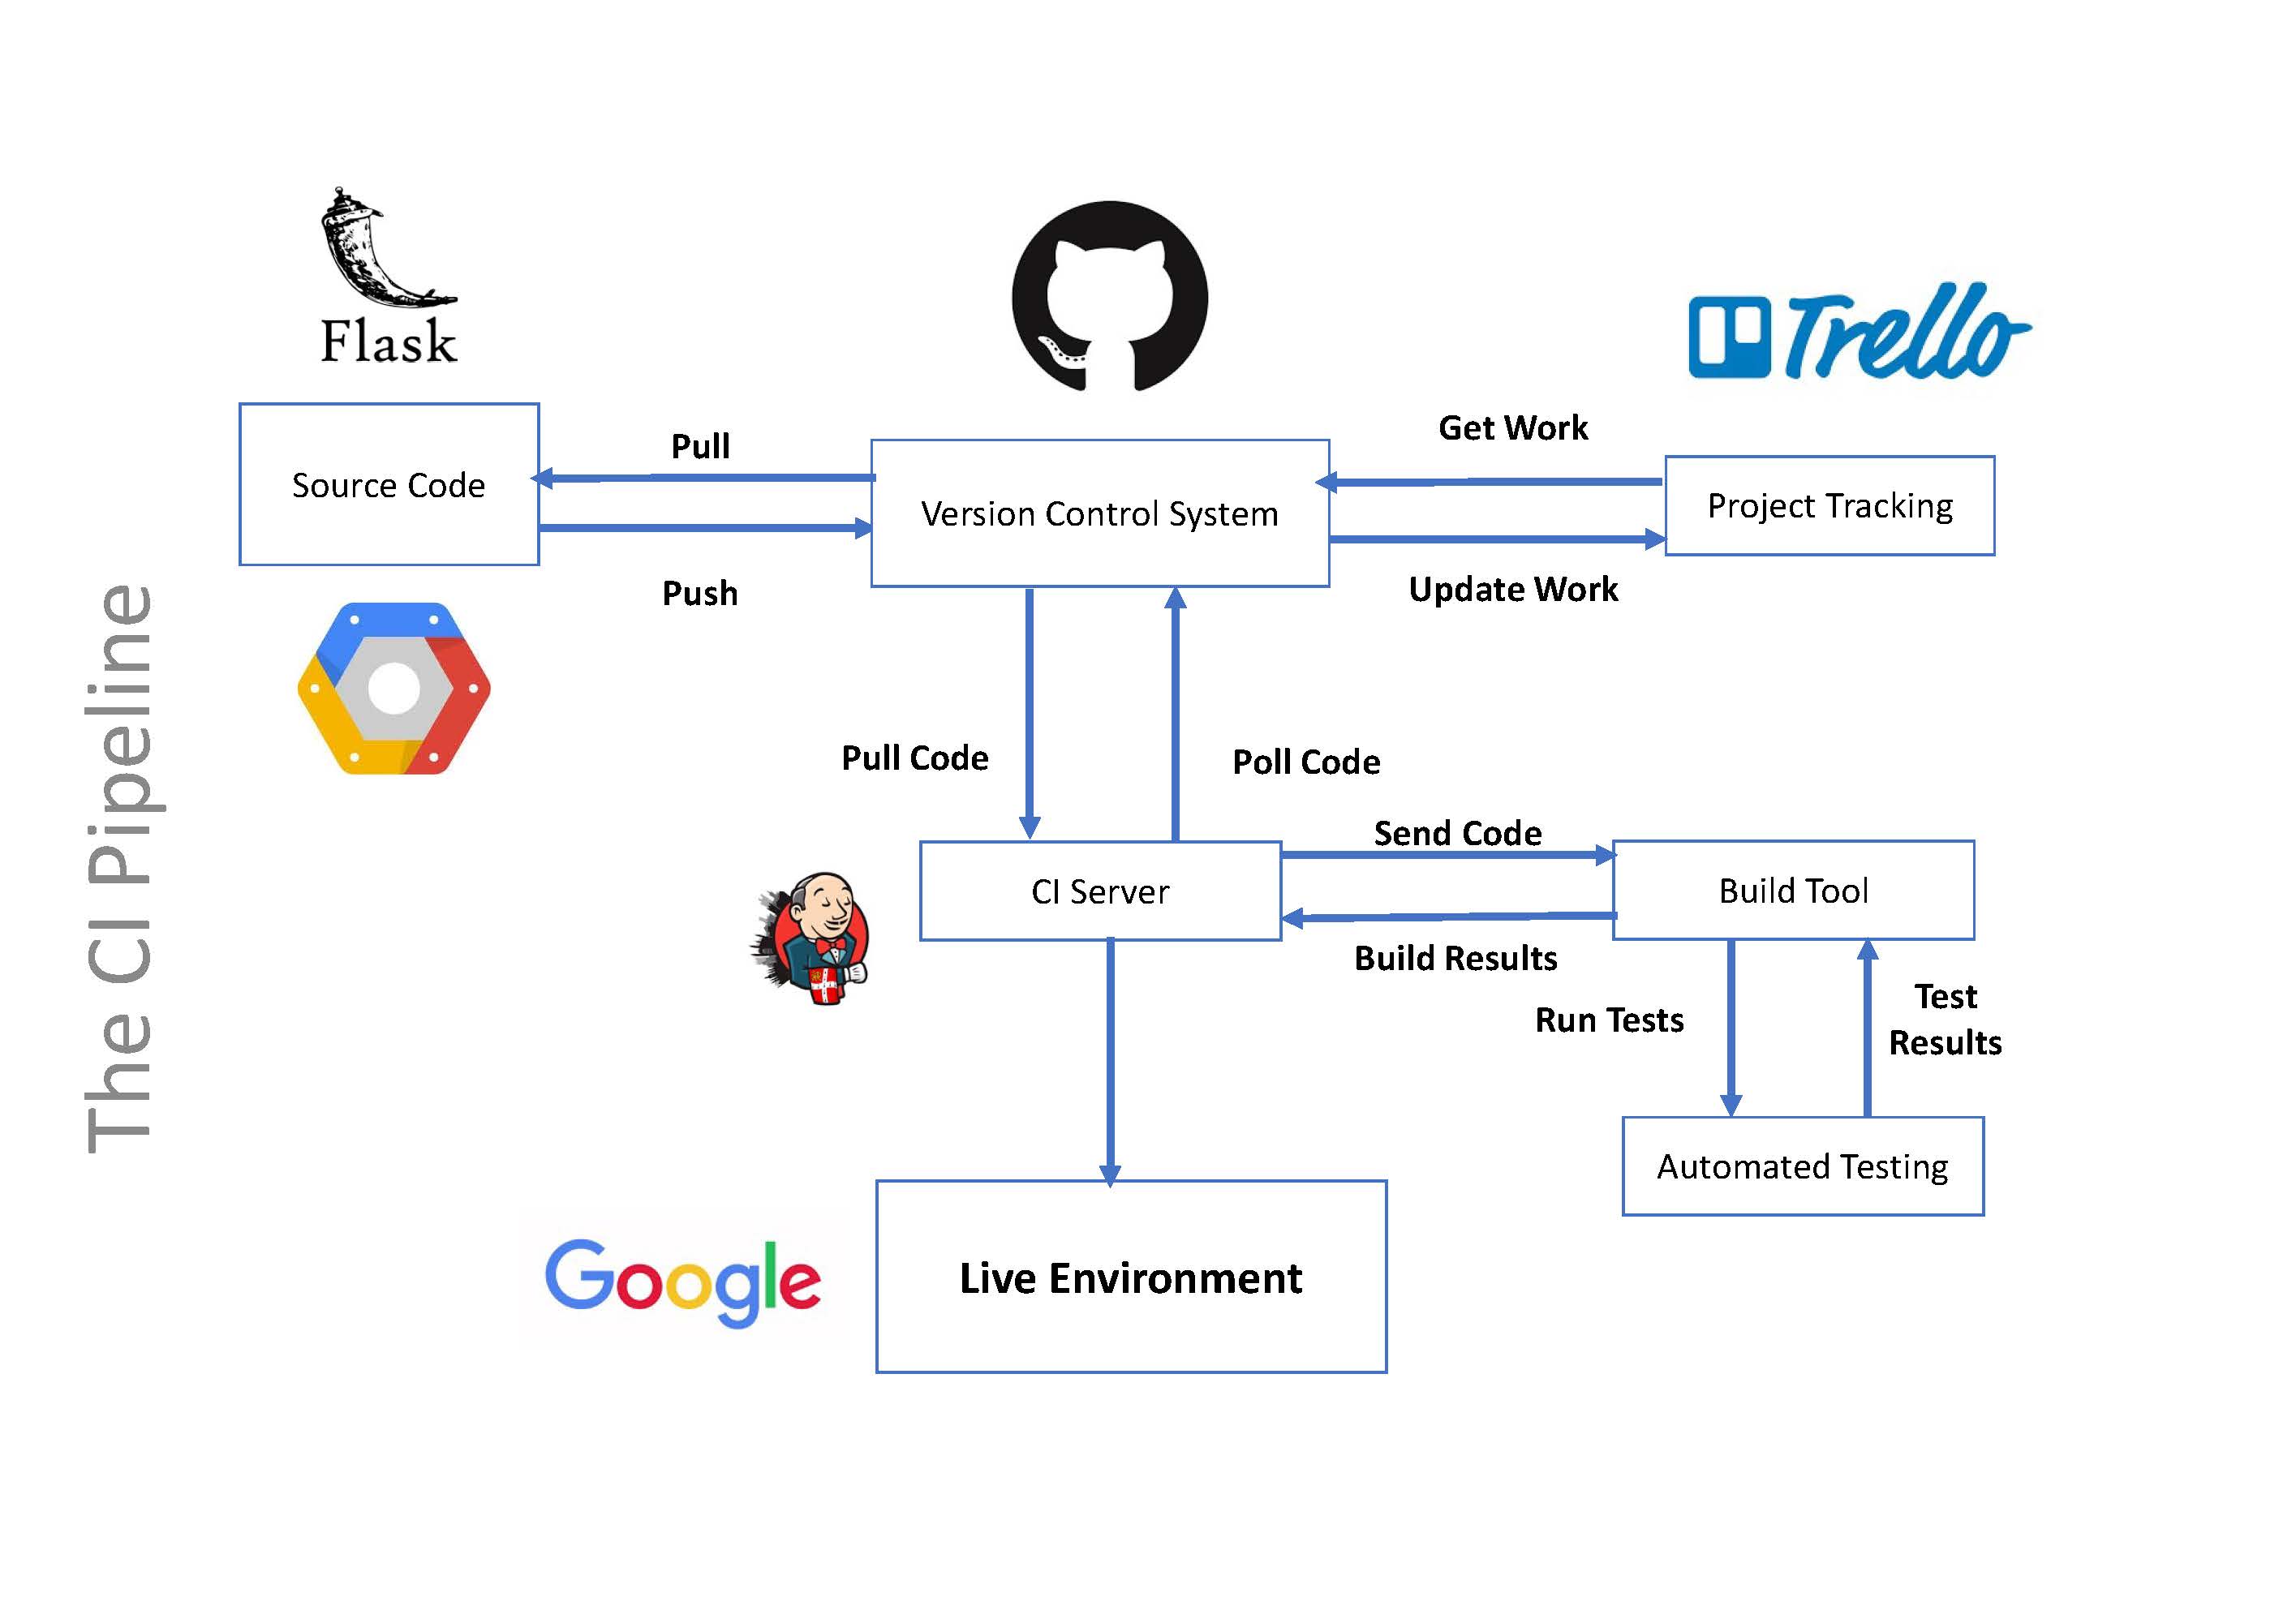 The CI Pipeline
Flask
Trello
Source Code
Pull
Push
Version Control System
Get Work
Update Work
Project Tracking
Pull Code
Poll Code
CI Server
Send Code
Build Results
Build Tool
Run Tests
Test
Results
Automated Testing
Google
Live Environment